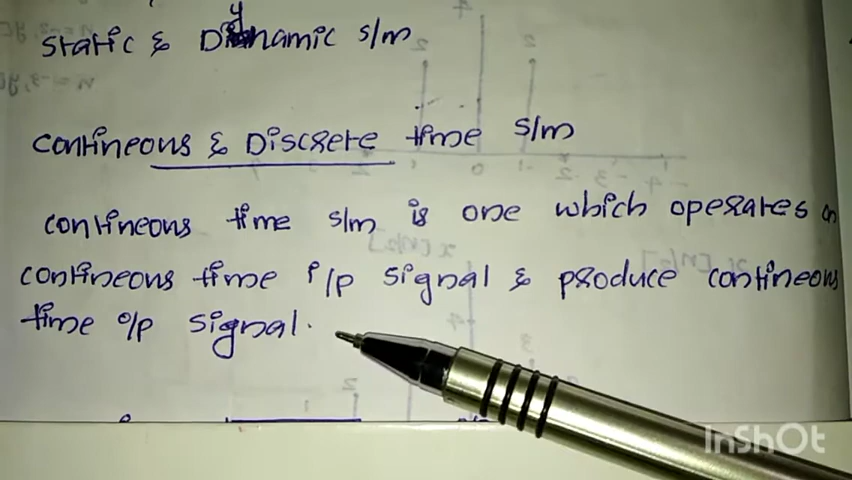 Static & Dynamic s/m
Contineous & Discrete time s/m
Contineous time s/m is one which operates on
contineous time i/p signal & produce contineous
time o/p signal.
InShOt